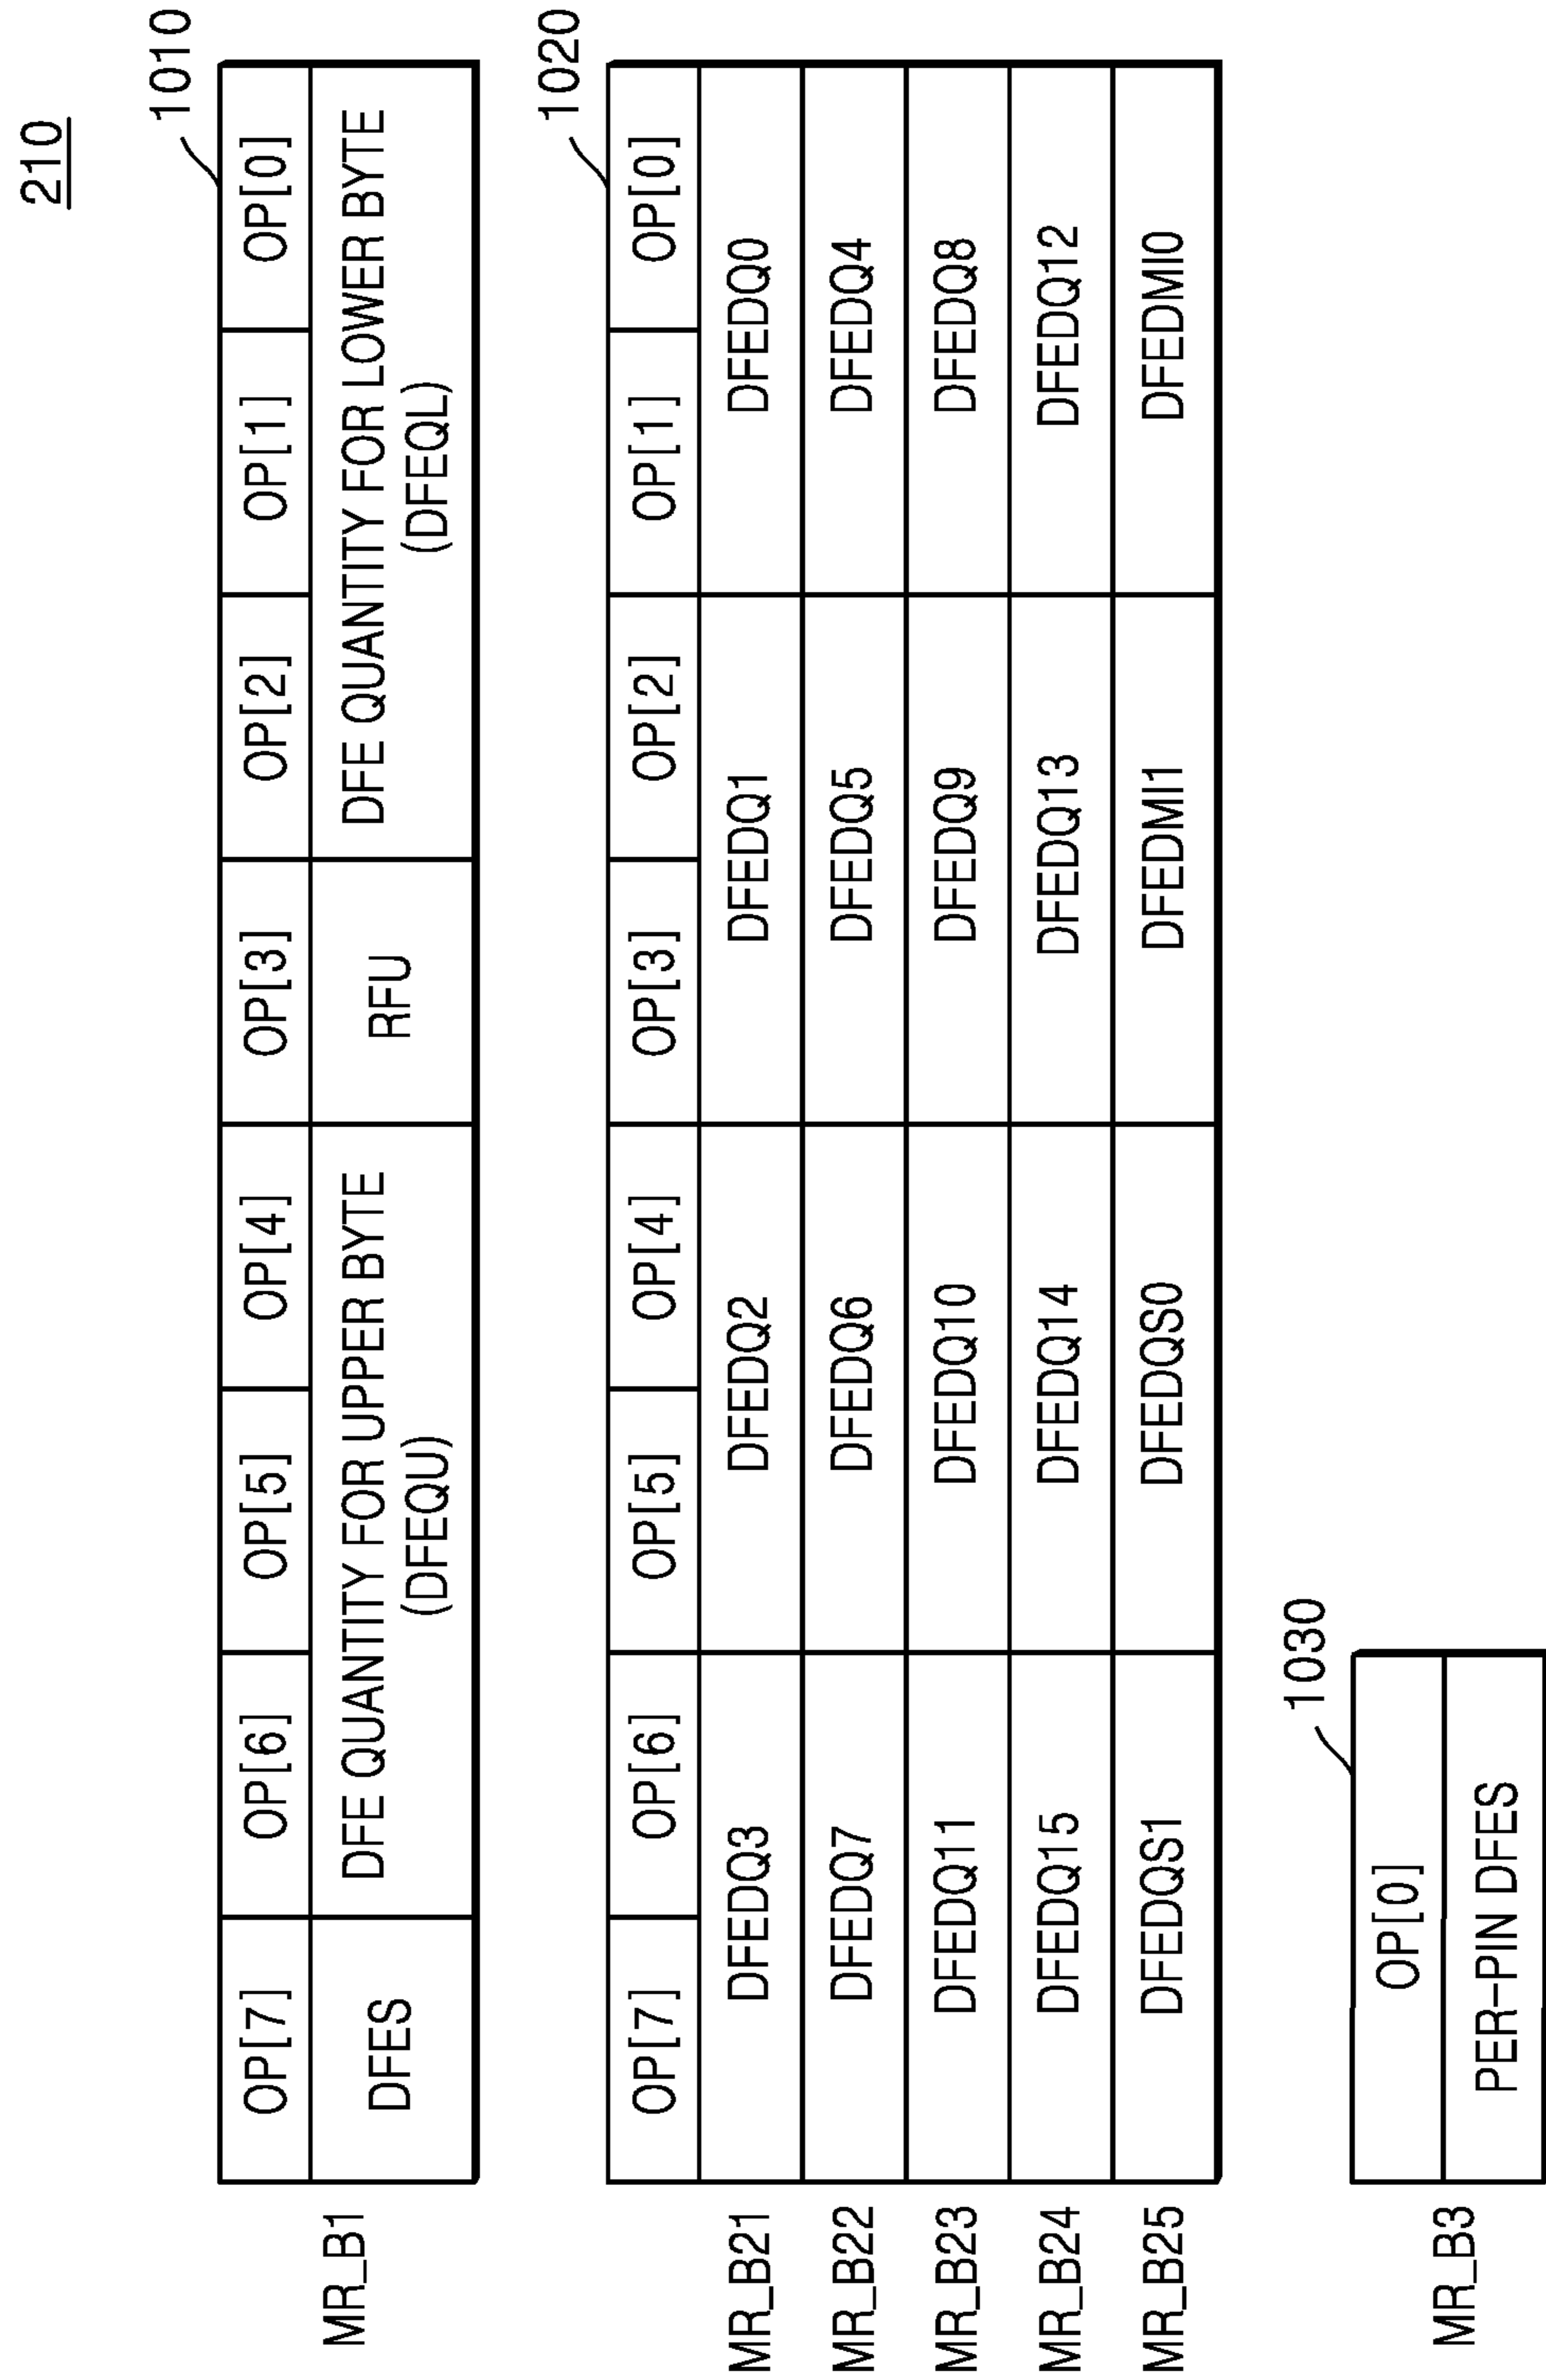 210
1010
OP[7] OP[6] OP[5] OP[4] OP[3] OP[2] OP[1] OP[0]
MR_B1 DFES DFE QUANTITY FOR UPPER BYTE RFU DFE QUANTITY FOR LOWER BYTE
(DFEQU) (DFEQL)
1020
OP[7] OP[6] OP[5] OP[4] OP[3] OP[2] OP[1] OP[0]
MR_B21 DFEDQ3 DFEDQ2 DFEDQ1 DFEDQ0
MR_B22 DFEDQ7 DFEDQ6 DFEDQ5 DFEDQ4
MR_B23 DFEDQ11 DFEDQ10 DFEDQ9 DFEDQ8
MR_B24 DFEDQ15 DFEDQ14 DFEDQ13 DFEDQ12
MR_B25 DFEDQS1 DFEDQS0 DFEDMI1 DFEDMI0
1030
OP[0]
MR_B3 PER-PIN DFES